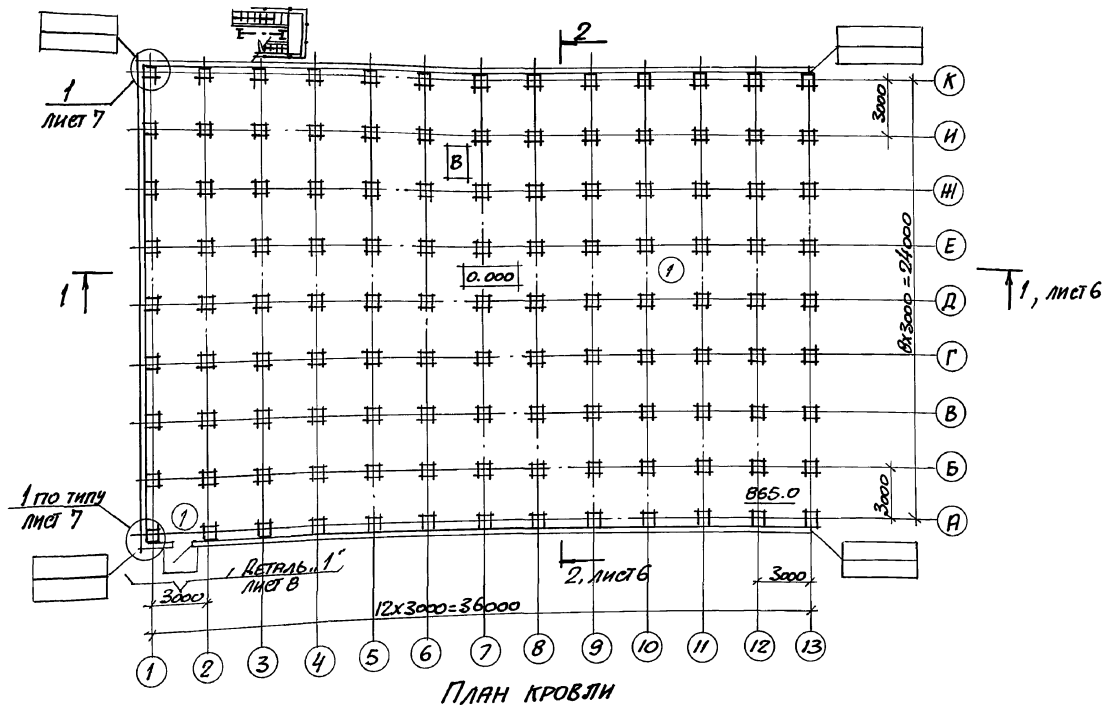 2
1
ЛИСТ 7
К
И
Ж
Е
Д
Г
В
Б
А
3000
В
0.000
1
8х3000=24000
1
1, ЛИСТ 6
865.0
3000
1 ПО ТИПУ
ЛИСТ 7
1
ДЕТАЛЬ „1“
ЛИСТ 8
3000
2, ЛИСТ 6
3000
12х3000=36000
1 2 3 4 5 6 7 8 9 10 11 12 13
ПЛАН КРОВЛИ